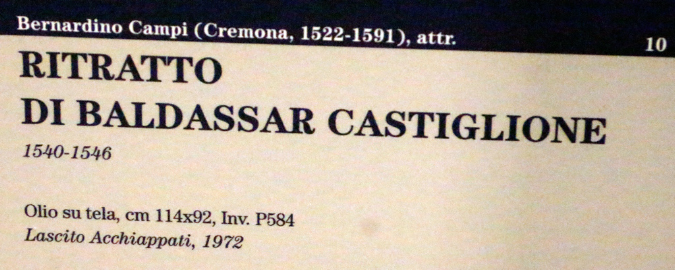 Bernardino Campi (Cremona, 1522-1591), attr. 10
RITRATTO
DI BALDASSAR CASTIGLIONE
1540-1546
Olio su tela, cm 114x92, Inv. P584
Lascito Acchiappati, 1972